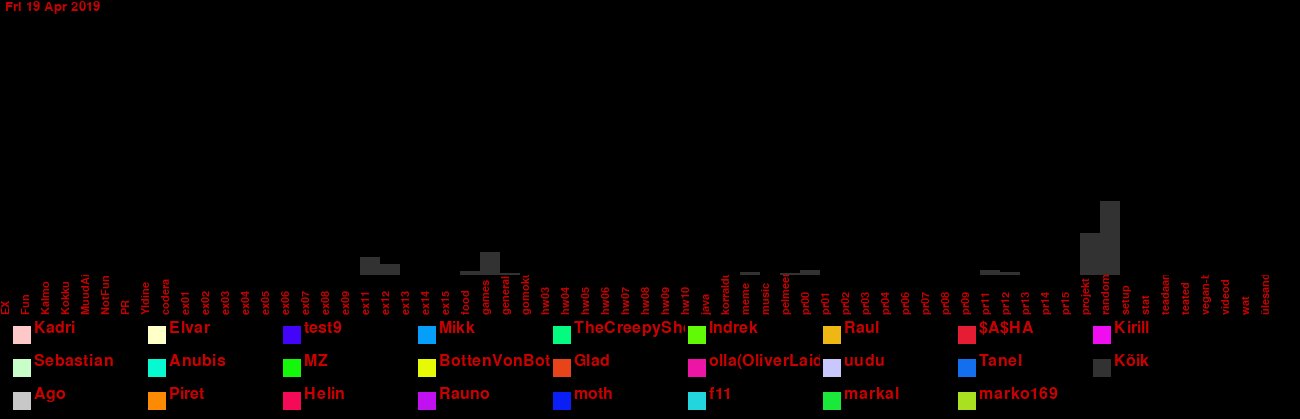 Fri 19 Apr 2019
EX Fun Kalmo Kokku MuudAi NotFun PR Yldine codera ex01 ex02 ex03 ex04 ex05 ex06 ex07 ex08 ex09 ex11 ex12 ex13 ex14 ex15 food games general gomoku hw03 hw04 hw05 hw06 hw07 hw08 hw09 hw10 java korraldu meme music pelmeen pr00 pr01 pr02 pr03 pr04 pr06 pr07 pr08 pr09 pr11 pr12 pr13 pr14 pr15 projekt random setup stat teadaan teated vegan-t videod wat ülesand
Kadri Elvar test9 Mikk TheCreepyShe Indrek Raul $A$HA Kirill
Sebastian Anubis MZ BottenVonBot Glad olla(OliverLaid uudu Tanel Kõik
Ago Piret Helin Rauno moth f11 markal marko169